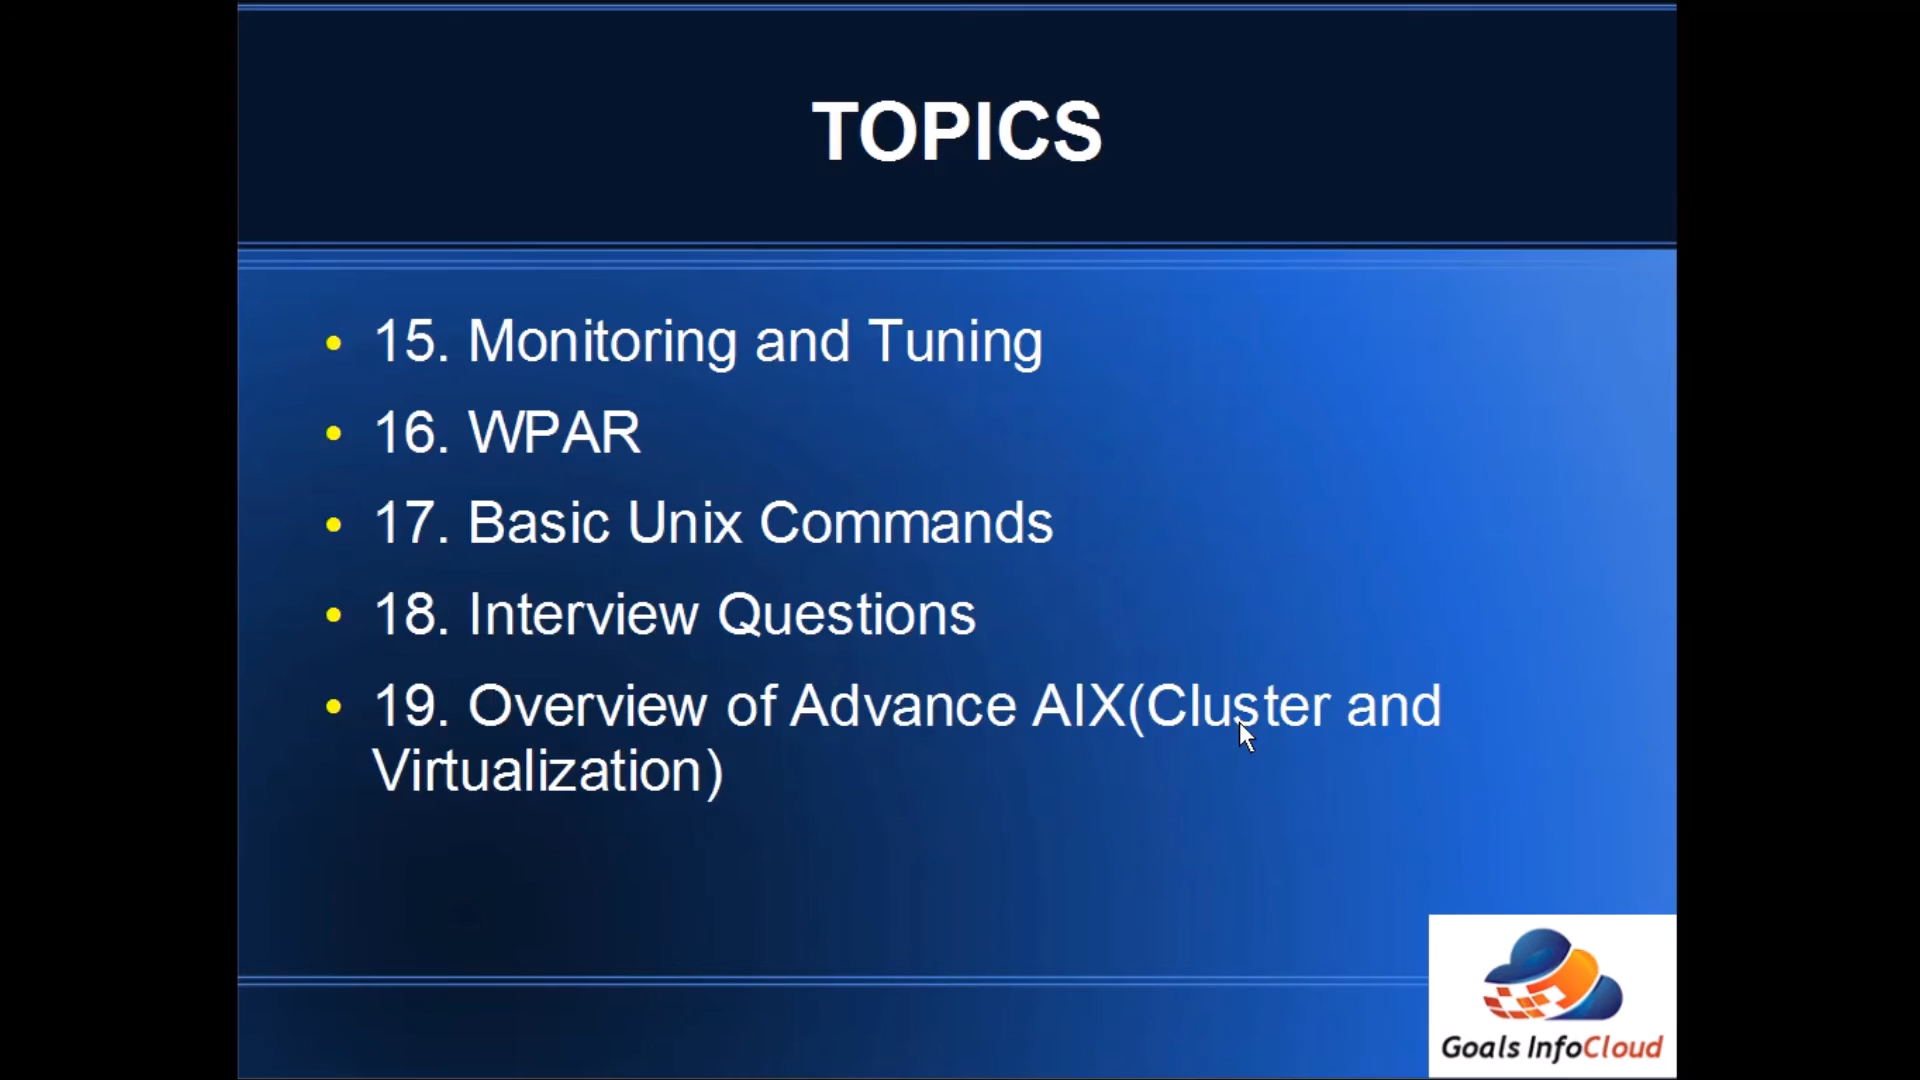 TOPICS
• 15. Monitoring and Tuning
• 16. WPAR
• 17. Basic Unix Commands
• 18. Interview Questions
• 19. Overview of Advance AIX(Cluster and
Virtualization)
Goals InfoCloud